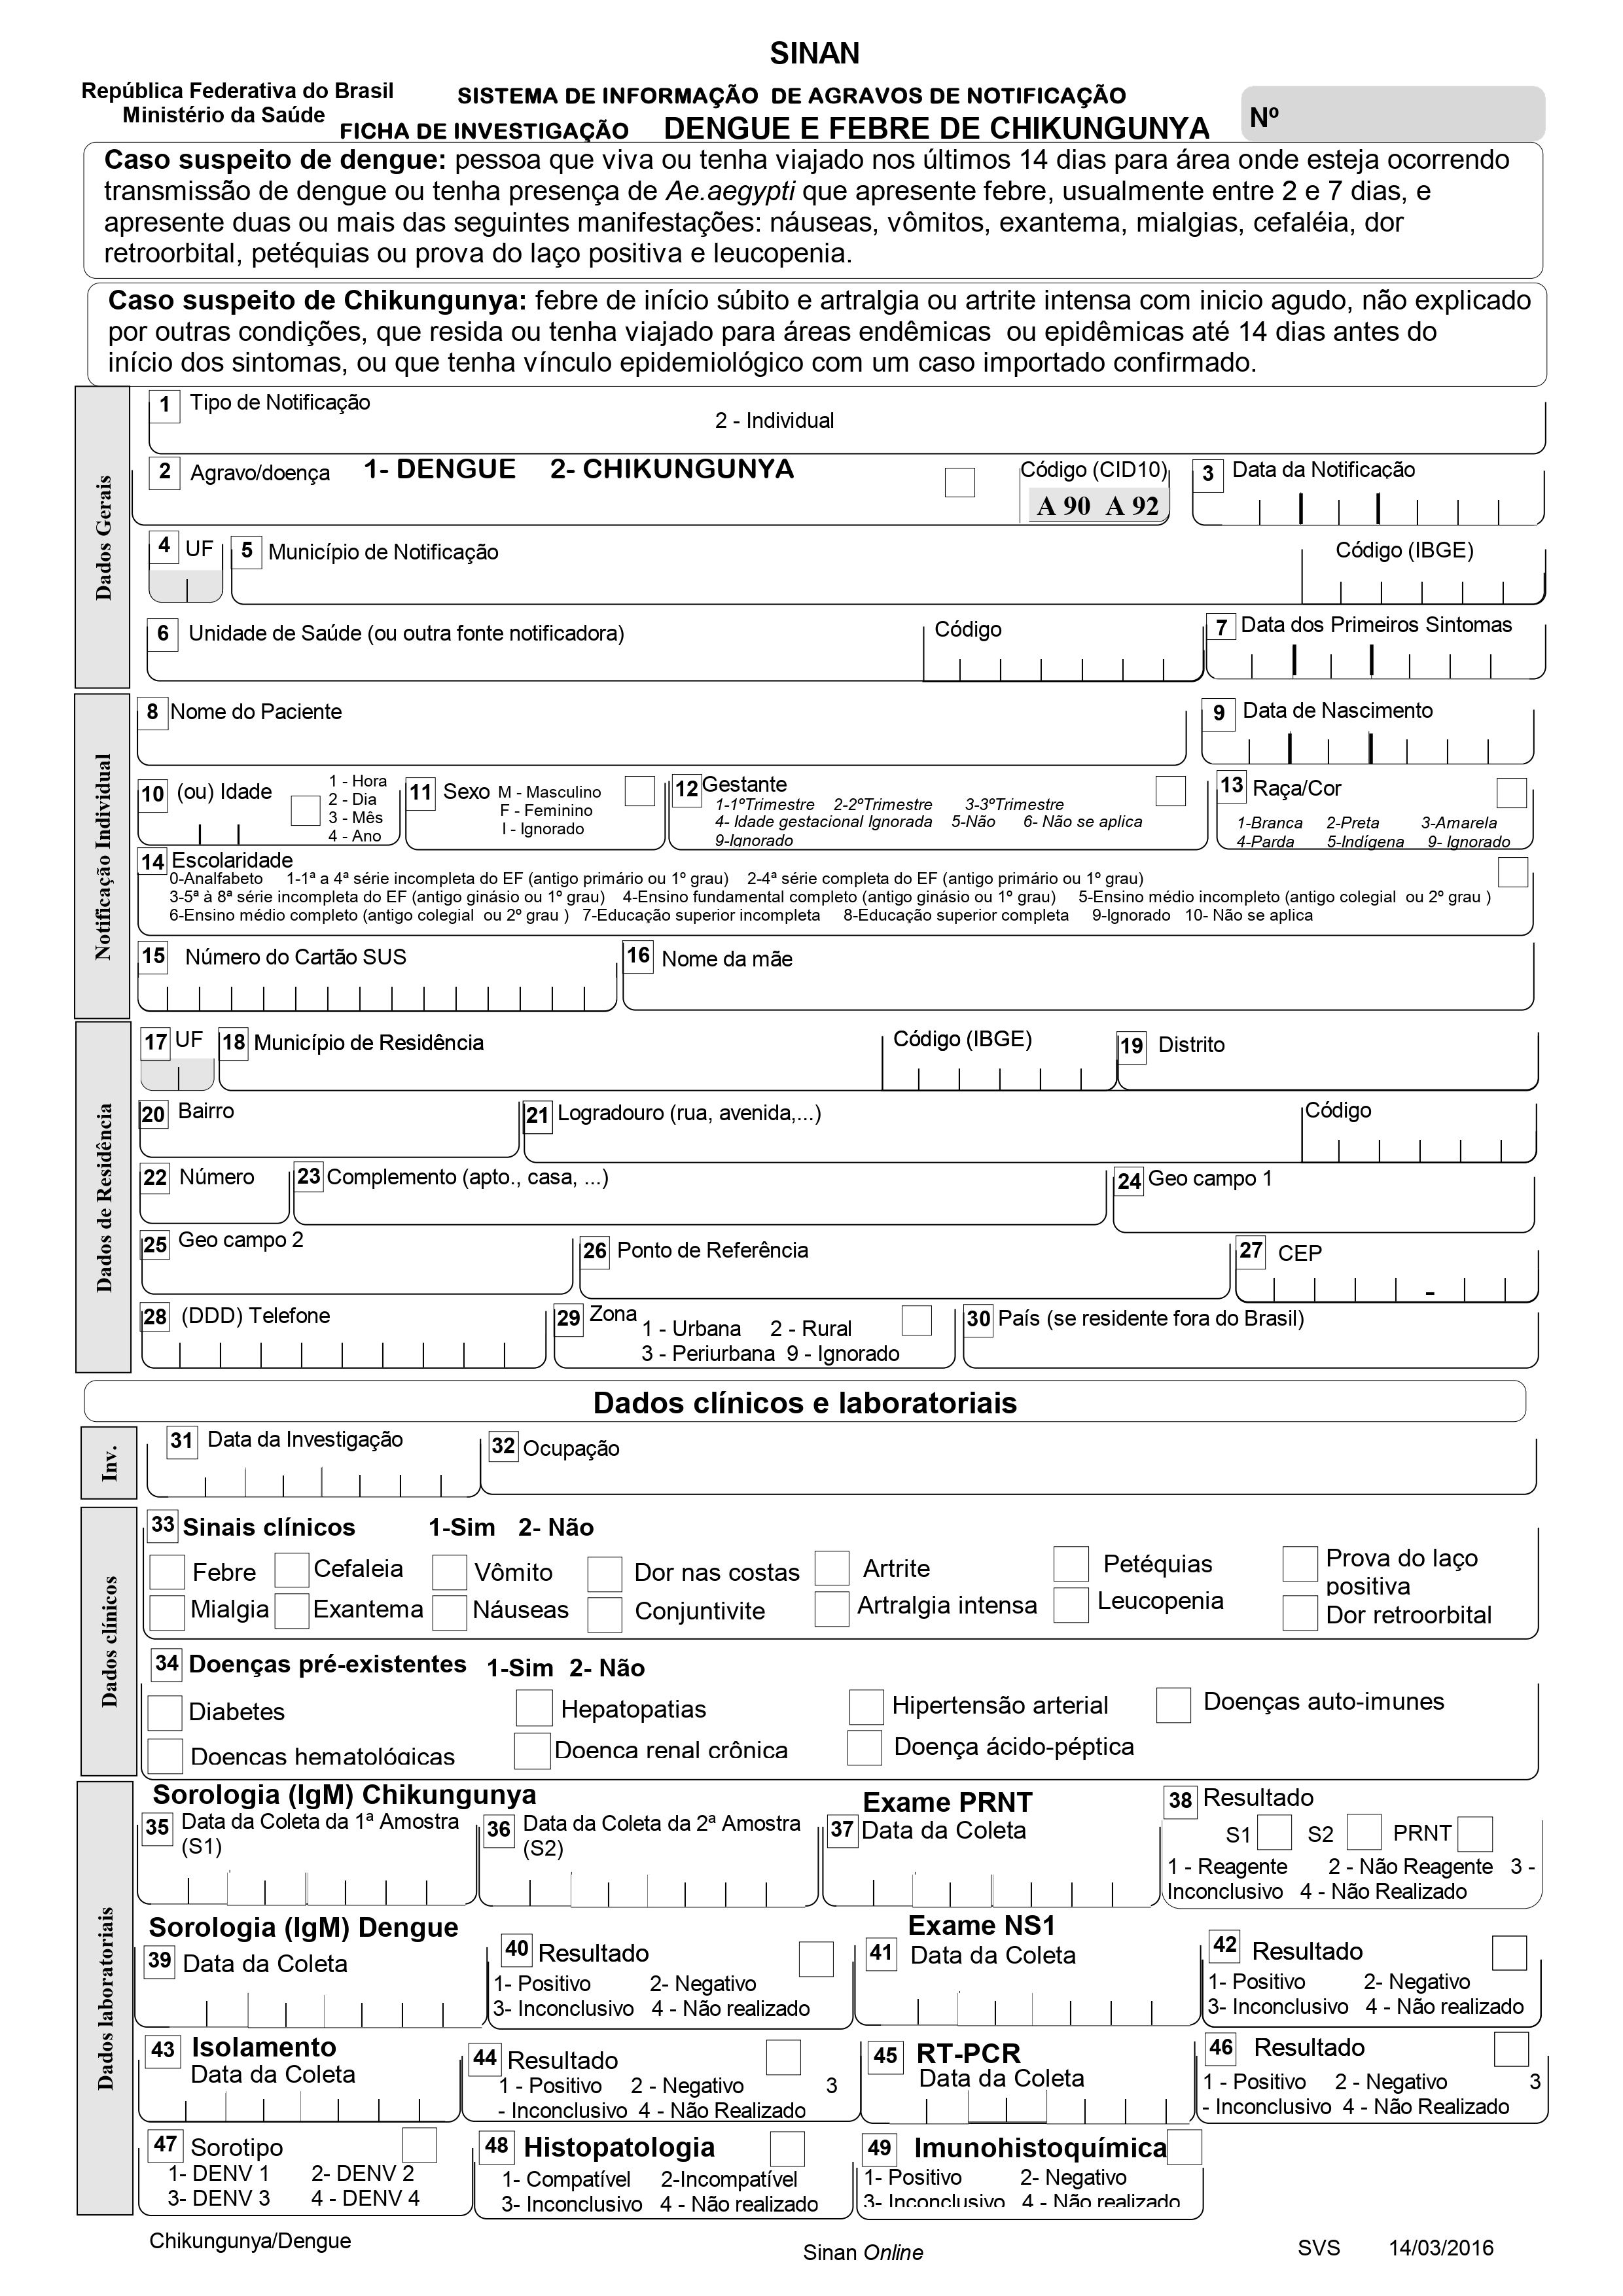 SINAN
República Federativa do Brasil
Ministério da Saúde
SISTEMA DE INFORMAÇÃO DE AGRAVOS DE NOTIFICAÇÃO
FICHA DE INVESTIGAÇÃO DENGUE E FEBRE DE CHIKUNGUNYA
Nº
Caso suspeito de dengue: pessoa que viva ou tenha viajado nos últimos 14 dias para área onde esteja ocorrendo
transmissão de dengue ou tenha presença de Ae.aegypti que apresente febre, usualmente entre 2 e 7 dias, e
apresente duas ou mais das seguintes manifestações: náuseas, vômitos, exantema, mialgias, cefaléia, dor
retroorbital, petéquias ou prova do laço positiva e leucopenia.
Caso suspeito de Chikungunya: febre de início súbito e artralgia ou artrite intensa com inicio agudo, não explicado
por outras condições, que resida ou tenha viajado para áreas endêmicas ou epidêmicas até 14 dias antes do
início dos sintomas, ou que tenha vínculo epidemiológico com um caso importado confirmado.
Dados Gerais
1 Tipo de Notificação
2 - Individual
2 Agravo/doença 1- DENGUE 2- CHIKUNGUNYA
Código (CID10)
A 90 A 92
3 Data da Notificação
4 UF
5 Município de Notificação
Código (IBGE)
6 Unidade de Saúde (ou outra fonte notificadora)
Código
7 Data dos Primeiros Sintomas
Notificação Individual
8 Nome do Paciente
9 Data de Nascimento
10 (ou) Idade
1 - Hora
2 - Dia
3 - Mês
4 - Ano
11 Sexo M - Masculino
F - Feminino
I - Ignorado
12 Gestante
1-1ºTrimestre 2-2ºTrimestre 3-3ºTrimestre
4- Idade gestacional Ignorada 5-Não 6- Não se aplica
9-Ignorado
13 Raça/Cor
1-Branca 2-Preta 3-Amarela
4-Parda 5-Indígena 9- Ignorado
14 Escolaridade
0-Analfabeto 1-1ª a 4ª série incompleta do EF (antigo primário ou 1º grau) 2-4ª série completa do EF (antigo primário ou 1º grau)
3-5ª à 8ª série incompleta do EF (antigo ginásio ou 1º grau) 4-Ensino fundamental completo (antigo ginásio ou 1º grau) 5-Ensino médio incompleto (antigo colegial ou 2º grau )
6-Ensino médio completo (antigo colegial ou 2º grau ) 7-Educação superior incompleta 8-Educação superior completa 9-Ignorado 10- Não se aplica
15 Número do Cartão SUS
16 Nome da mãe
Dados de Residência
17 UF
18 Município de Residência
Código (IBGE)
19 Distrito
20 Bairro
21 Logradouro (rua, avenida,...)
Código
22 Número
23 Complemento (apto., casa, ...)
24 Geo campo 1
25 Geo campo 2
26 Ponto de Referência
27 CEP
-
28 (DDD) Telefone
29 Zona
1 - Urbana 2 - Rural
3 - Periurbana 9 - Ignorado
30 País (se residente fora do Brasil)
Dados clínicos e laboratoriais
Inv.
31 Data da Investigação
32 Ocupação
Dados clínicos
33 Sinais clínicos 1-Sim 2- Não
Febre Cefaleia Vômito Dor nas costas Artrite Petéquias Prova do laço
positiva
Mialgia Exantema Náuseas Conjuntivite Artralgia intensa Leucopenia Dor retroorbital
34 Doenças pré-existentes 1-Sim 2- Não
Diabetes Hepatopatias Hipertensão arterial Doenças auto-imunes
Doenças hematológicas Doença renal crônica Doença ácido-péptica
Dados laboratoriais
Sorologia (IgM) Chikungunya
35 Data da Coleta da 1ª Amostra
(S1)
36 Data da Coleta da 2ª Amostra
(S2)
Exame PRNT
37 Data da Coleta
38 Resultado
S1 S2 PRNT
1 - Reagente 2 - Não Reagente 3 -
Inconclusivo 4 - Não Realizado
Sorologia (IgM) Dengue
39 Data da Coleta
40 Resultado
1- Positivo 2- Negativo
3- Inconclusivo 4 - Não realizado
Exame NS1
41 Data da Coleta
42 Resultado
1- Positivo 2- Negativo
3- Inconclusivo 4 - Não realizado
43 Isolamento
Data da Coleta
44 Resultado
1 - Positivo 2 - Negativo 3
- Inconclusivo 4 - Não Realizado
45 RT-PCR
Data da Coleta
46 Resultado
1 - Positivo 2 - Negativo 3
- Inconclusivo 4 - Não Realizado
47 Sorotipo
1- DENV 1 2- DENV 2
3- DENV 3 4 - DENV 4
48 Histopatologia
1- Compatível 2-Incompatível
3- Inconclusivo 4 - Não realizado
49 Imunohistoquímica
1- Positivo 2- Negativo
3- Inconclusivo 4 - Não realizado
Chikungunya/Dengue
Sinan Online
SVS 14/03/2016